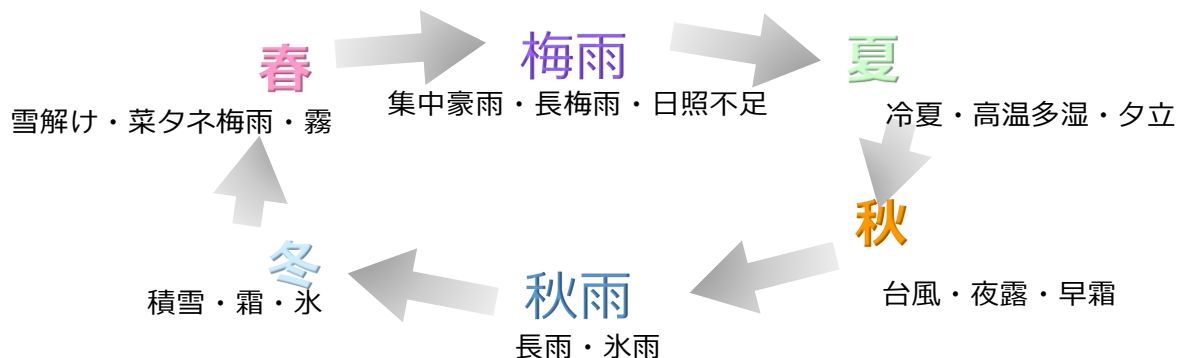 春
雪解け・菜タネ梅雨・霧
梅雨
集中豪雨・長梅雨・日照不足
夏
冷夏・高温多湿・夕立
秋
台風・夜露・早霜
秋雨
長雨・氷雨
冬
積雪・霜・氷